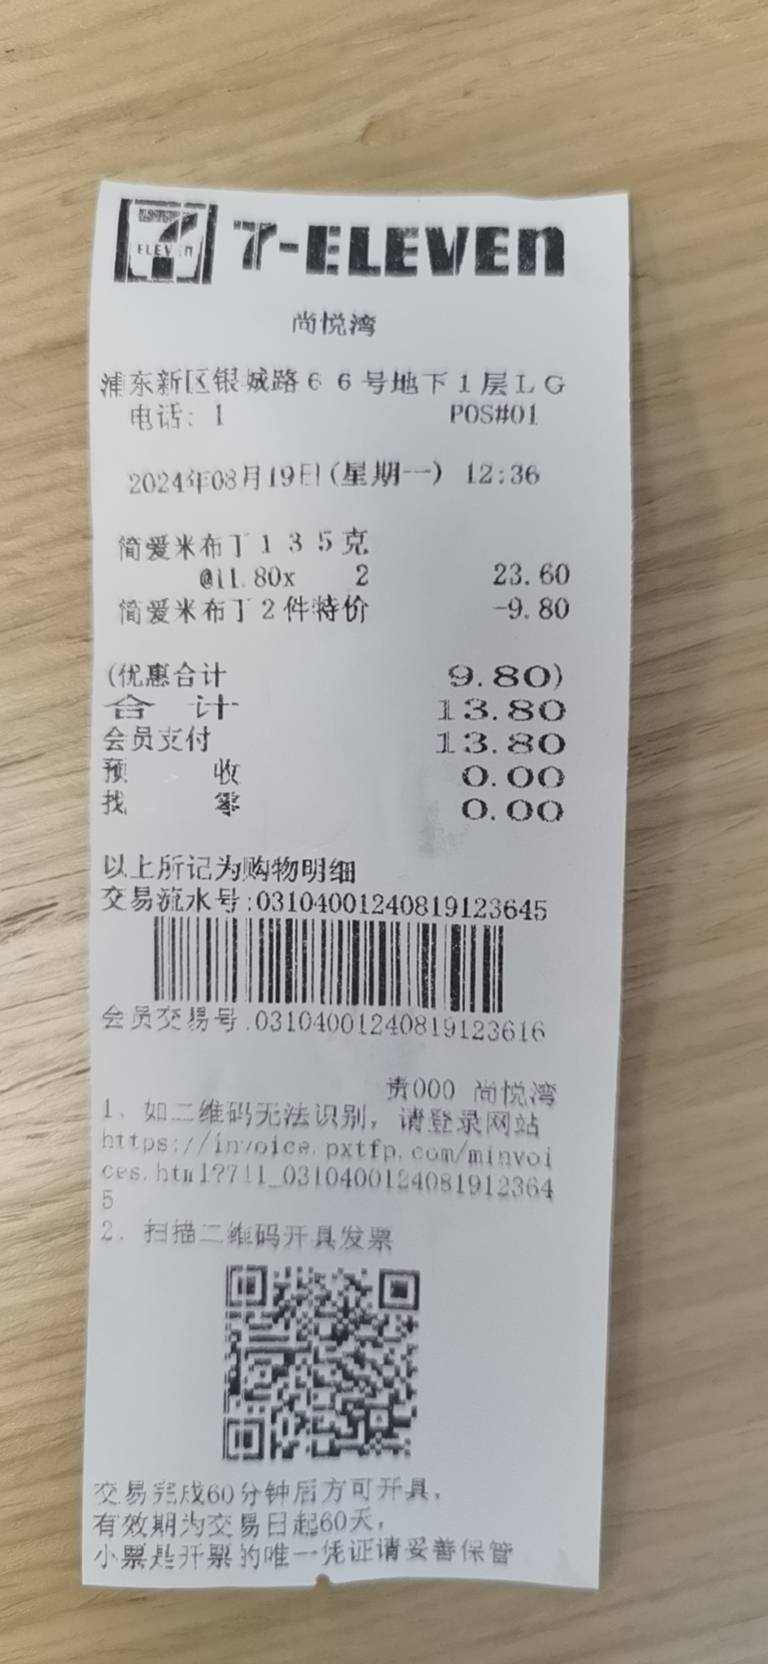 7-ELEVEN
7-ELEVEn
尚悦湾
浦东新区银城路66号地下1层LG
电话: 1 POS#01
2024年08月19日(星期一) 12:36
简爱米布丁135克
@11.80x 2 23.60
简爱米布丁2件特价 -9.80
(优惠合计 9.80)
合 计 13.80
会员支付 13.80
预 收 0.00
找 零 0.00
以上所记为购物明细
交易流水号:03104001240819123645
会员交易号:03104001240819123616
责000 尚悦湾
1、如二维码无法识别，请登录网站
https://invoice.pxtfp.com/minvoi
ces.html?711_0310400124081912364
5
2. 扫描二维码开具发票
交易完成60分钟后方可开具,
有效期为交易日起60天,
小票是开票的唯一凭证请妥善保管